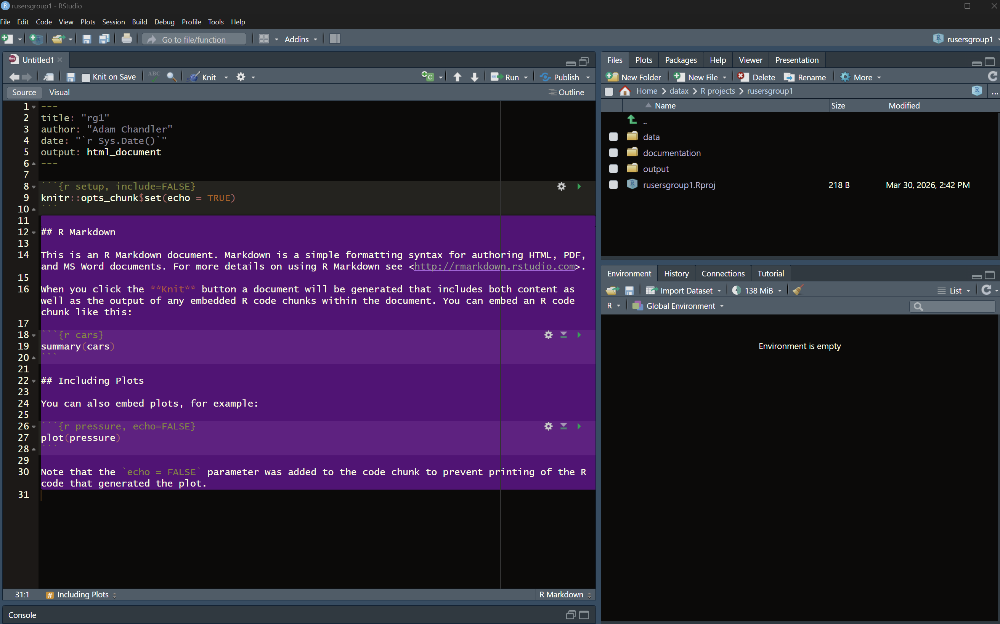 rusersgroup1 - RStudio
File Edit Code View Plots Session Build Debug Profile Tools Help
Go to file/function Addins rusersgroup1
Untitled1
Knit on Save ABC Knit Run Publish
Source Visual Outline
1 ---
2 title: "rg1"
3 author: "Adam Chandler"
4 date: "`r Sys.Date()`"
5 output: html_document
6 ---
7
8 ```{r setup, include=FALSE}
9 knitr::opts_chunk$set(echo = TRUE)
10 ```
11
12 ## R Markdown
13
14 This is an R Markdown document. Markdown is a simple formatting syntax for authoring HTML, PDF,
and MS Word documents. For more details on using R Markdown see <http://rmarkdown.rstudio.com>.
15
16 When you click the **Knit** button a document will be generated that includes both content as
well as the output of any embedded R code chunks within the document. You can embed an R code
chunk like this:
17
18 ```{r cars}
19 summary(cars)
20 ```
21
22 ## Including Plots
23
24 You can also embed plots, for example:
25
26 ```{r pressure, echo=FALSE}
27 plot(pressure)
28 ```
29
30 Note that the `echo = FALSE` parameter was added to the code chunk to prevent printing of the R
code that generated the plot.
31
31:1 # Including Plots R Markdown
Console
Files Plots Packages Help Viewer Presentation
New Folder New File Delete Rename More
Home > datax > R projects > rusersgroup1 R ...
Name Size Modified
..
data
documentation
output
rusersgroup1.Rproj 218 B Mar 30, 2026, 2:42 PM
Environment History Connections Tutorial
Import Dataset 138 MiB List
R Global Environment
Environment is empty